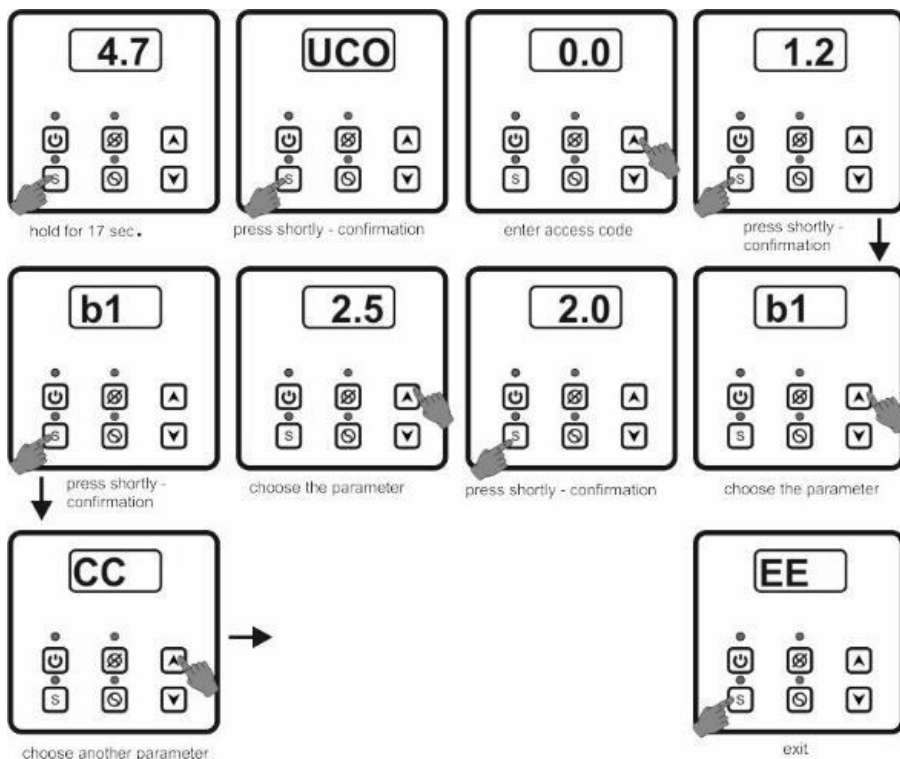 4.7
UCO
0.0
1.2
S
S
S
S
hold for 17 sec.
press shortly - confirmation
enter access code
press shortly -
confirmation
b1
2.5
2.0
b1
S
S
S
S
press shortly -
confirmation
choose the parameter
press shortly - confirmation
choose the parameter
CC
EE
S
S
choose another parameter
exit